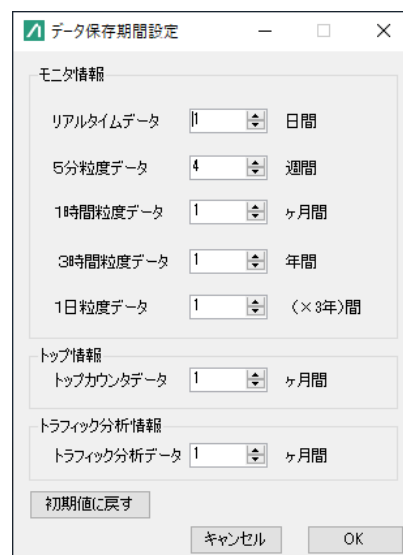 データ保存期間設定
モニタ情報
リアルタイムデータ 1 日間
5分粒度データ 4 週間
1時間粒度データ 1 ヶ月間
3時間粒度データ 1 年間
1日粒度データ 1 (×3年)間
トップ情報
トップカウンタデータ 1 ヶ月間
トラフィック分析情報
トラフィック分析データ 1 ヶ月間
初期値に戻す
キャンセル OK